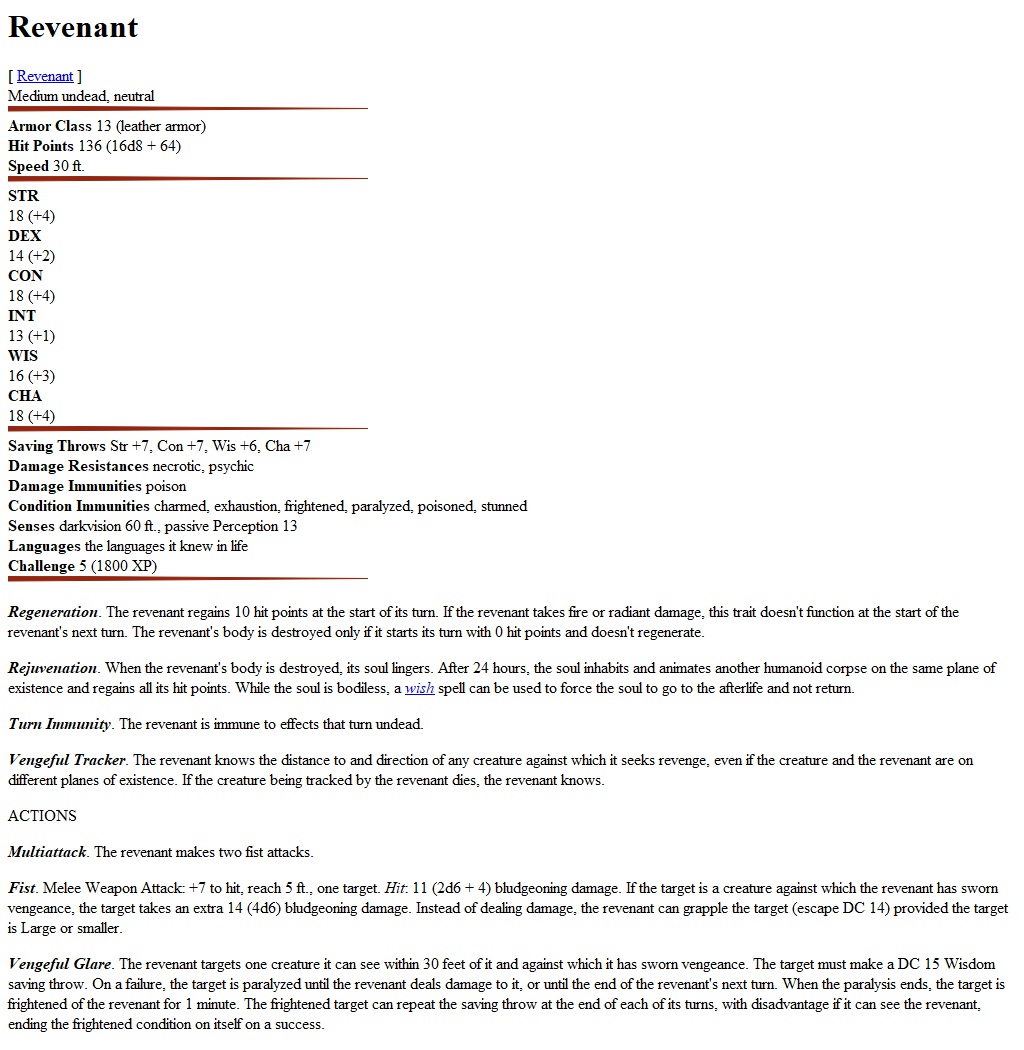 Revenant
[ Revenant ]
Medium undead, neutral
Armor Class 13 (leather armor)
Hit Points 136 (16d8 + 64)
Speed 30 ft.
STR
18 (+4)
DEX
14 (+2)
CON
18 (+4)
INT
13 (+1)
WIS
16 (+3)
CHA
18 (+4)
Saving Throws Str +7, Con +7, Wis +6, Cha +7
Damage Resistances necrotic, psychic
Damage Immunities poison
Condition Immunities charmed, exhaustion, frightened, paralyzed, poisoned, stunned
Senses darkvision 60 ft., passive Perception 13
Languages the languages it knew in life
Challenge 5 (1800 XP)
Regeneration. The revenant regains 10 hit points at the start of its turn. If the revenant takes fire or radiant damage, this trait doesn't function at the start of the
revenant's next turn. The revenant's body is destroyed only if it starts its turn with 0 hit points and doesn't regenerate.
Rejuvenation. When the revenant's body is destroyed, its soul lingers. After 24 hours, the soul inhabits and animates another humanoid corpse on the same plane of
existence and regains all its hit points. While the soul is bodiless, a wish spell can be used to force the soul to go to the afterlife and not return.
Turn Immunity. The revenant is immune to effects that turn undead.
Vengeful Tracker. The revenant knows the distance to and direction of any creature against which it seeks revenge, even if the creature and the revenant are on
different planes of existence. If the creature being tracked by the revenant dies, the revenant knows.
ACTIONS
Multiattack. The revenant makes two fist attacks.
Fist. Melee Weapon Attack: +7 to hit, reach 5 ft., one target. Hit: 11 (2d6 + 4) bludgeoning damage. If the target is a creature against which the revenant has sworn
vengeance, the target takes an extra 14 (4d6) bludgeoning damage. Instead of dealing damage, the revenant can grapple the target (escape DC 14) provided the target
is Large or smaller.
Vengeful Glare. The revenant targets one creature it can see within 30 feet of it and against which it has sworn vengeance. The target must make a DC 15 Wisdom
saving throw. On a failure, the target is paralyzed until the revenant deals damage to it, or until the end of the revenant's next turn. When the paralysis ends, the target is
frightened of the revenant for 1 minute. The frightened target can repeat the saving throw at the end of each of its turns, with disadvantage if it can see the revenant,
ending the frightened condition on itself on a success.